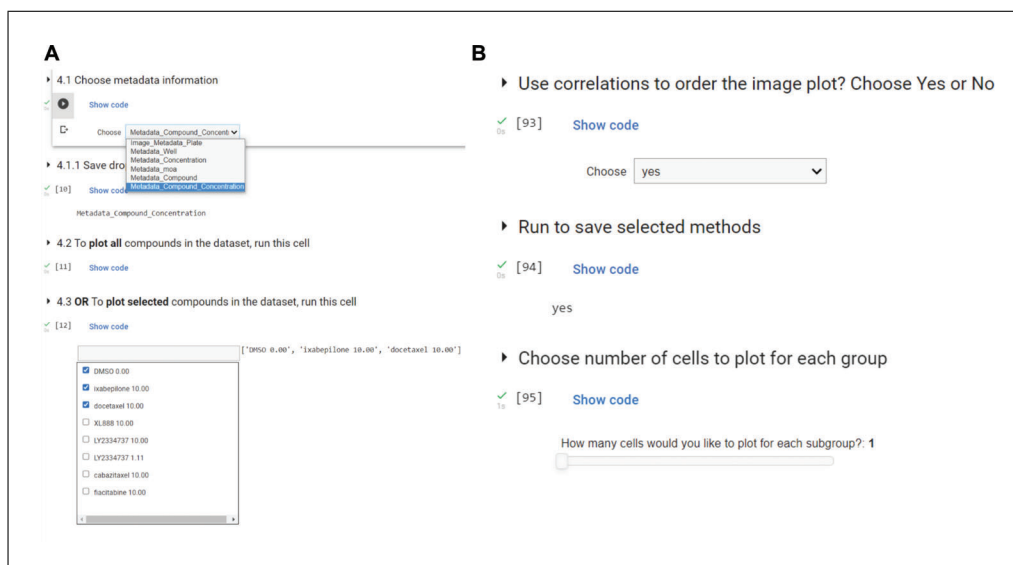 A
4.1 Choose metadata information
Show code
Choose Metadata_Compound_Concentr
Image_Metadata_Plate
Metadata_Well
Metadata_Concentration
Metadata_moa
Metadata_Compound
Metadata_Compound_Concentration
4.1.1 Save dro
[10] Show code
Metadata_Compound_Concentration
4.2 To plot all compounds in the dataset, run this cell
[11] Show code
4.3 OR To plot selected compounds in the dataset, run this cell
[12] Show code
['DMSO 0.00', 'ixabepilone 10.00', 'docetaxel 10.00']
DMSO 0.00
ixabepilone 10.00
docetaxel 10.00
XL888 10.00
LY2334737 10.00
LY2334737 1.11
cabazitaxel 10.00
fiacitabine 10.00
B
Use correlations to order the image plot? Choose Yes or No
0s [93] Show code
Choose yes
Run to save selected methods
0s [94] Show code
yes
Choose number of cells to plot for each group
1s [95] Show code
How many cells would you like to plot for each subgroup?: 1